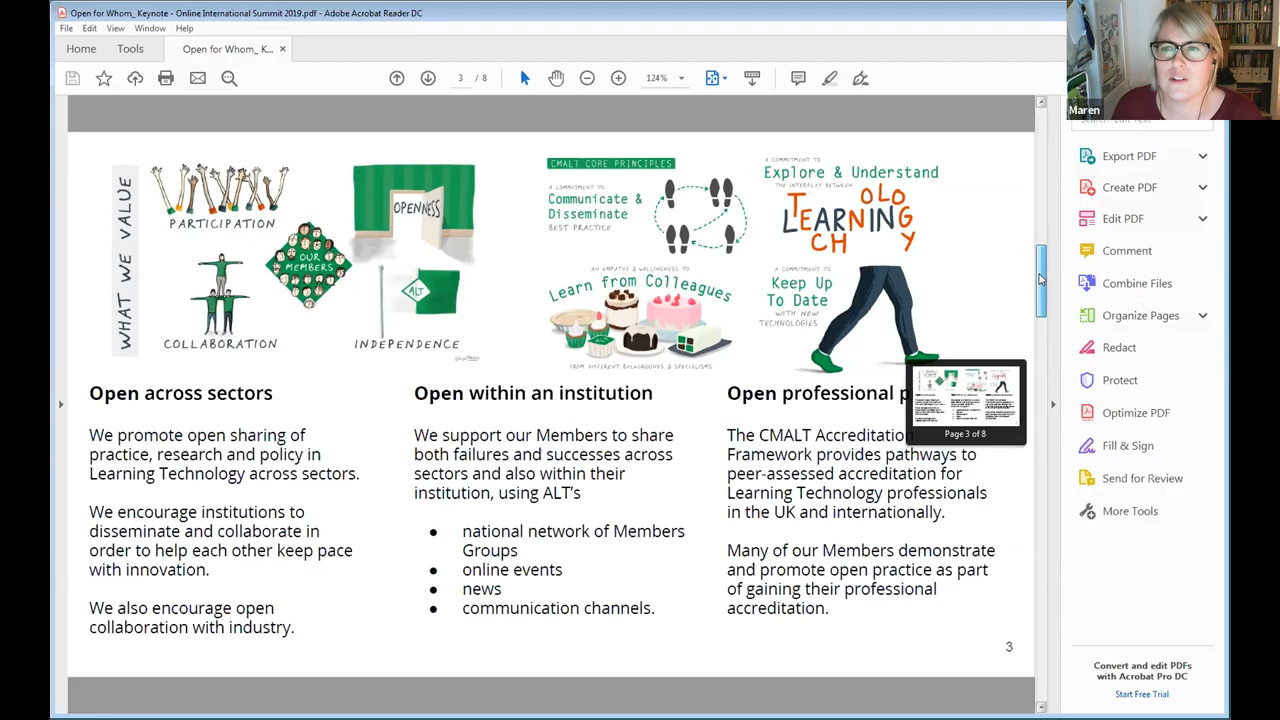 Open for Whom_ Keynote - Online International Summit 2019.pdf - Adobe Acrobat Reader DC
File Edit View Window Help
Home Tools Open for Whom_ K... ×
3 / 8 124%
Maren
Export PDF
Create PDF
Edit PDF
Comment
Combine Files
Organize Pages
Redact
Protect
Optimize PDF
Fill & Sign
Send for Review
More Tools
Convert and edit PDFs
with Acrobat Pro DC
Start Free Trial
WHAT WE VALUE
PARTICIPATION
OPENNESS
OUR
MEMBERS
ALT
COLLABORATION
INDEPENDENCE
CMALT CORE PRINCIPLES
A COMMITMENT TO
Communicate &
Disseminate
BEST PRACTICE
A COMMITMENT TO
Explore & Understand
THE INTERPLAY BETWEEN
LEARNING
TECHNOLOGY
AN EMPATHY & WILLINGNESS TO
Learn from Colleagues
ALT
FROM DIFFERENT BACKGROUNDS & SPECIALISMS
A COMMITMENT TO
Keep Up
To Date
WITH NEW
TECHNOLOGIES
Page 3 of 8
Open across sectors
We promote open sharing of
practice, research and policy in
Learning Technology across sectors.
We encourage institutions to
disseminate and collaborate in
order to help each other keep pace
with innovation.
We also encourage open
collaboration with industry.
Open within an institution
We support our Members to share
both failures and successes across
sectors and also within their
institution, using ALT's
● national network of Members
Groups
● online events
● news
● communication channels.
Open professional p
The CMALT Accreditation
Framework provides pathways to
peer-assessed accreditation for
Learning Technology professionals
in the UK and internationally.
Many of our Members demonstrate
and promote open practice as part
of gaining their professional
accreditation.
3